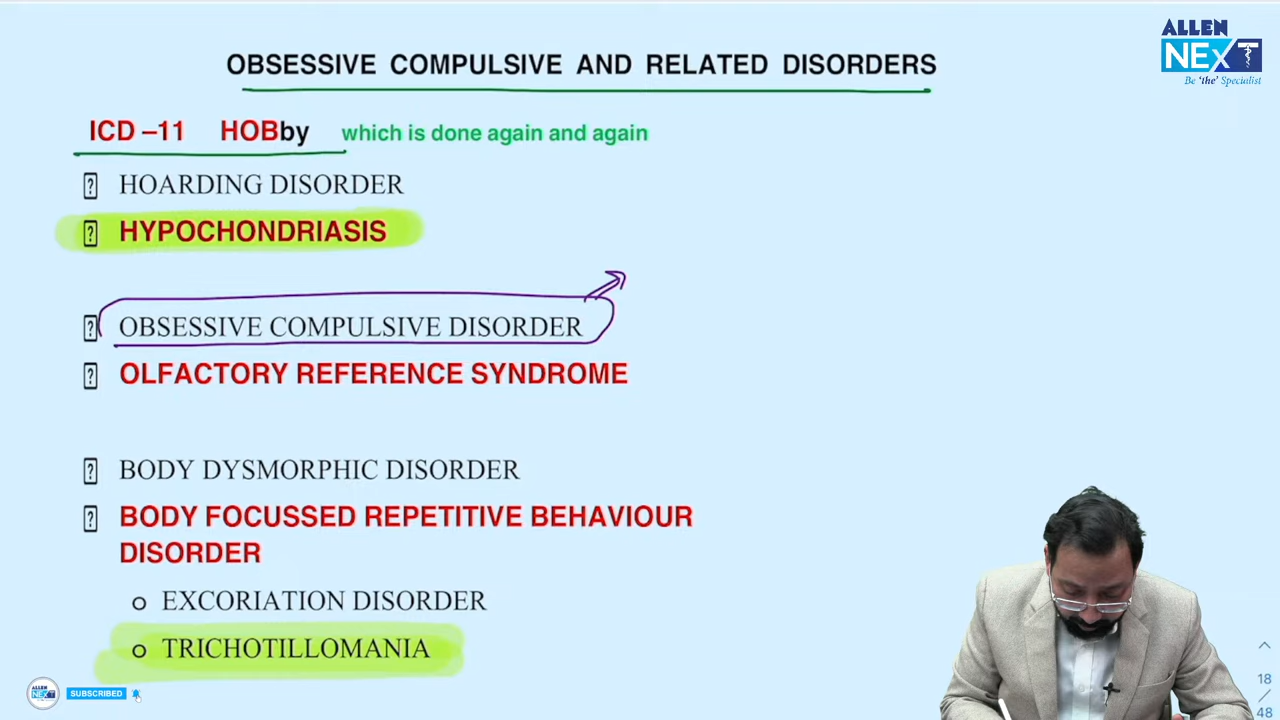 ALLEN
NEXT
Be 'the' Specialist
OBSESSIVE COMPULSIVE AND RELATED DISORDERS
ICD –11 HOBby which is done again and again
HOARDING DISORDER
HYPOCHONDRIASIS
OBSESSIVE COMPULSIVE DISORDER
OLFACTORY REFERENCE SYNDROME
BODY DYSMORPHIC DISORDER
BODY FOCUSSED REPETITIVE BEHAVIOUR
DISORDER
o EXCORIATION DISORDER
o TRICHOTILLOMANIA
ALLEN
NEXT
SUBSCRIBED
18
/
48